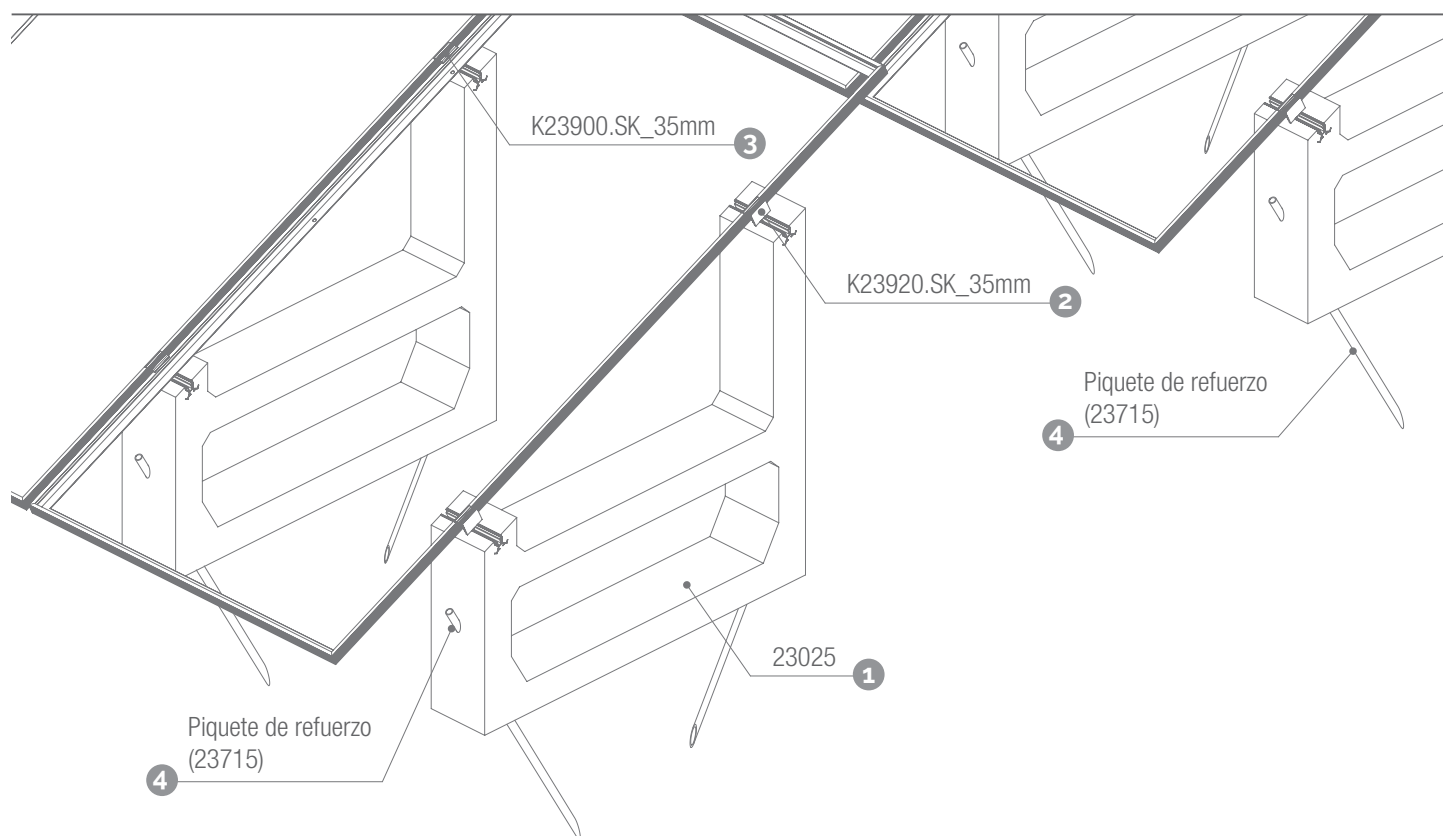 K23900.SK_35mm
3
K23920.SK_35mm
2
Piquete de refuerzo
(23715)
4
23025
1
Piquete de refuerzo
(23715)
4